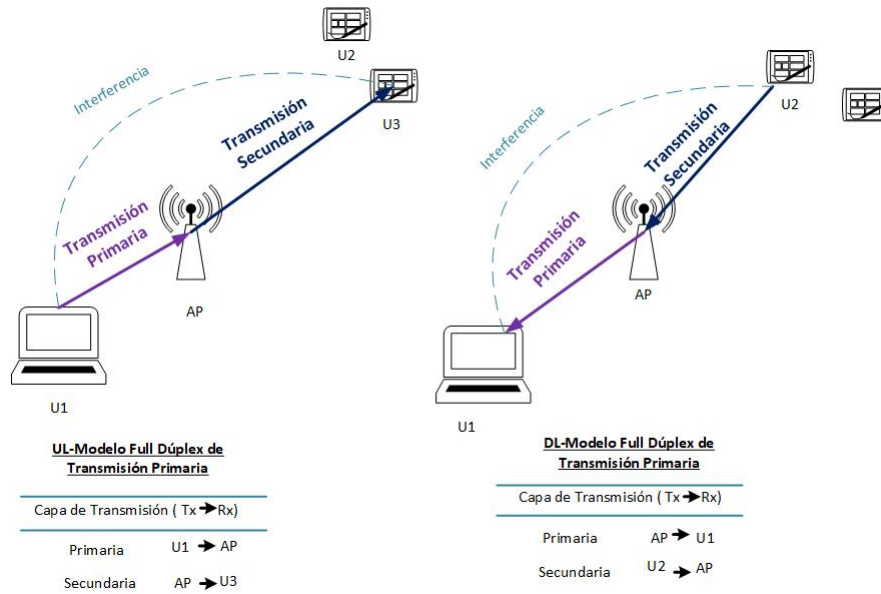 U2
Interferencia
U3
Transmisión
Secundaria
Transmisión
Primaria
AP
U1
UL-Modelo Full Dúplex de
Transmisión Primaria
Capa de Transmisión ( Tx → Rx)
Primaria U1 → AP
Secundaria AP → U3
U2
Interferencia
Transmisión
Secundaria
Transmisión
Primaria
AP
U1
DL-Modelo Full Dúplex de
Transmisión Primaria
Capa de Transmisión ( Tx → Rx)
Primaria AP → U1
Secundaria U2 → AP